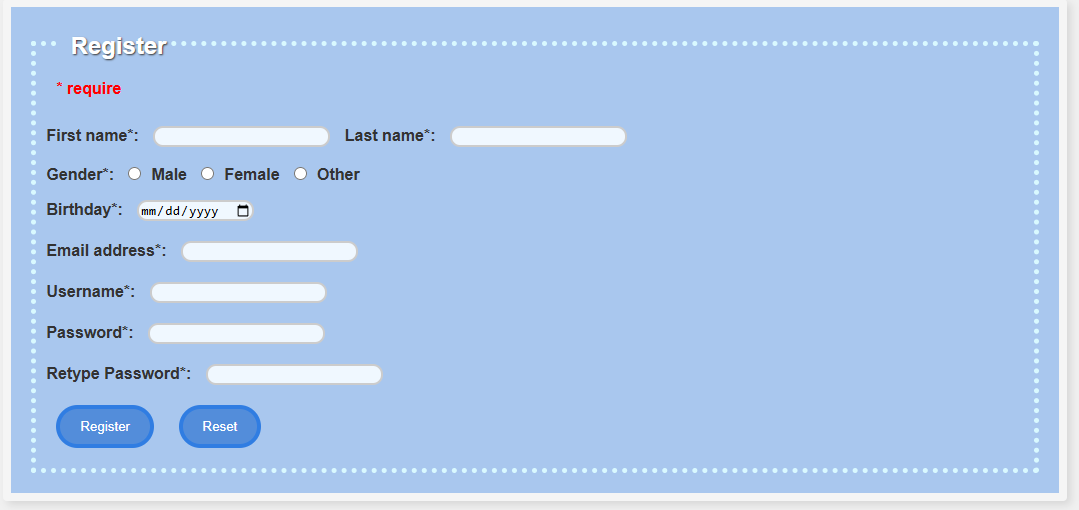 Register
* require
First name*: Last name*:
Gender*: Male Female Other
Birthday*: mm/dd/yyyy
Email address*:
Username*:
Password*:
Retype Password*:
Register Reset